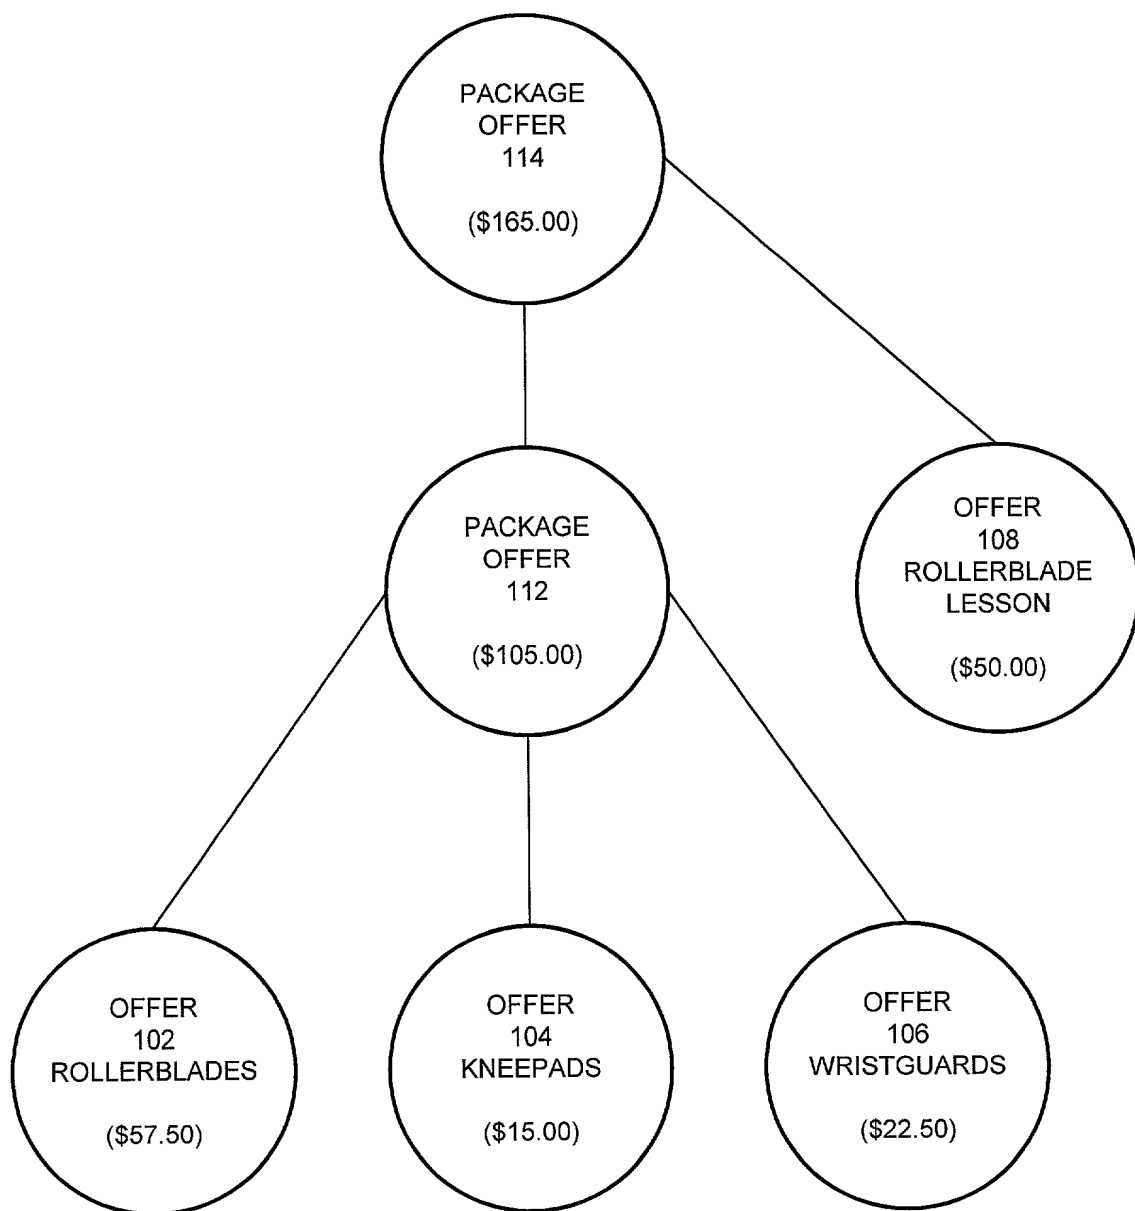 PACKAGE
OFFER
114
($165.00)
PACKAGE
OFFER
112
($105.00)
OFFER
108
ROLLERBLADE
LESSON
($50.00)
OFFER
102
ROLLERBLADES
($57.50)
OFFER
104
KNEEPADS
($15.00)
OFFER
106
WRISTGUARDS
($22.50)